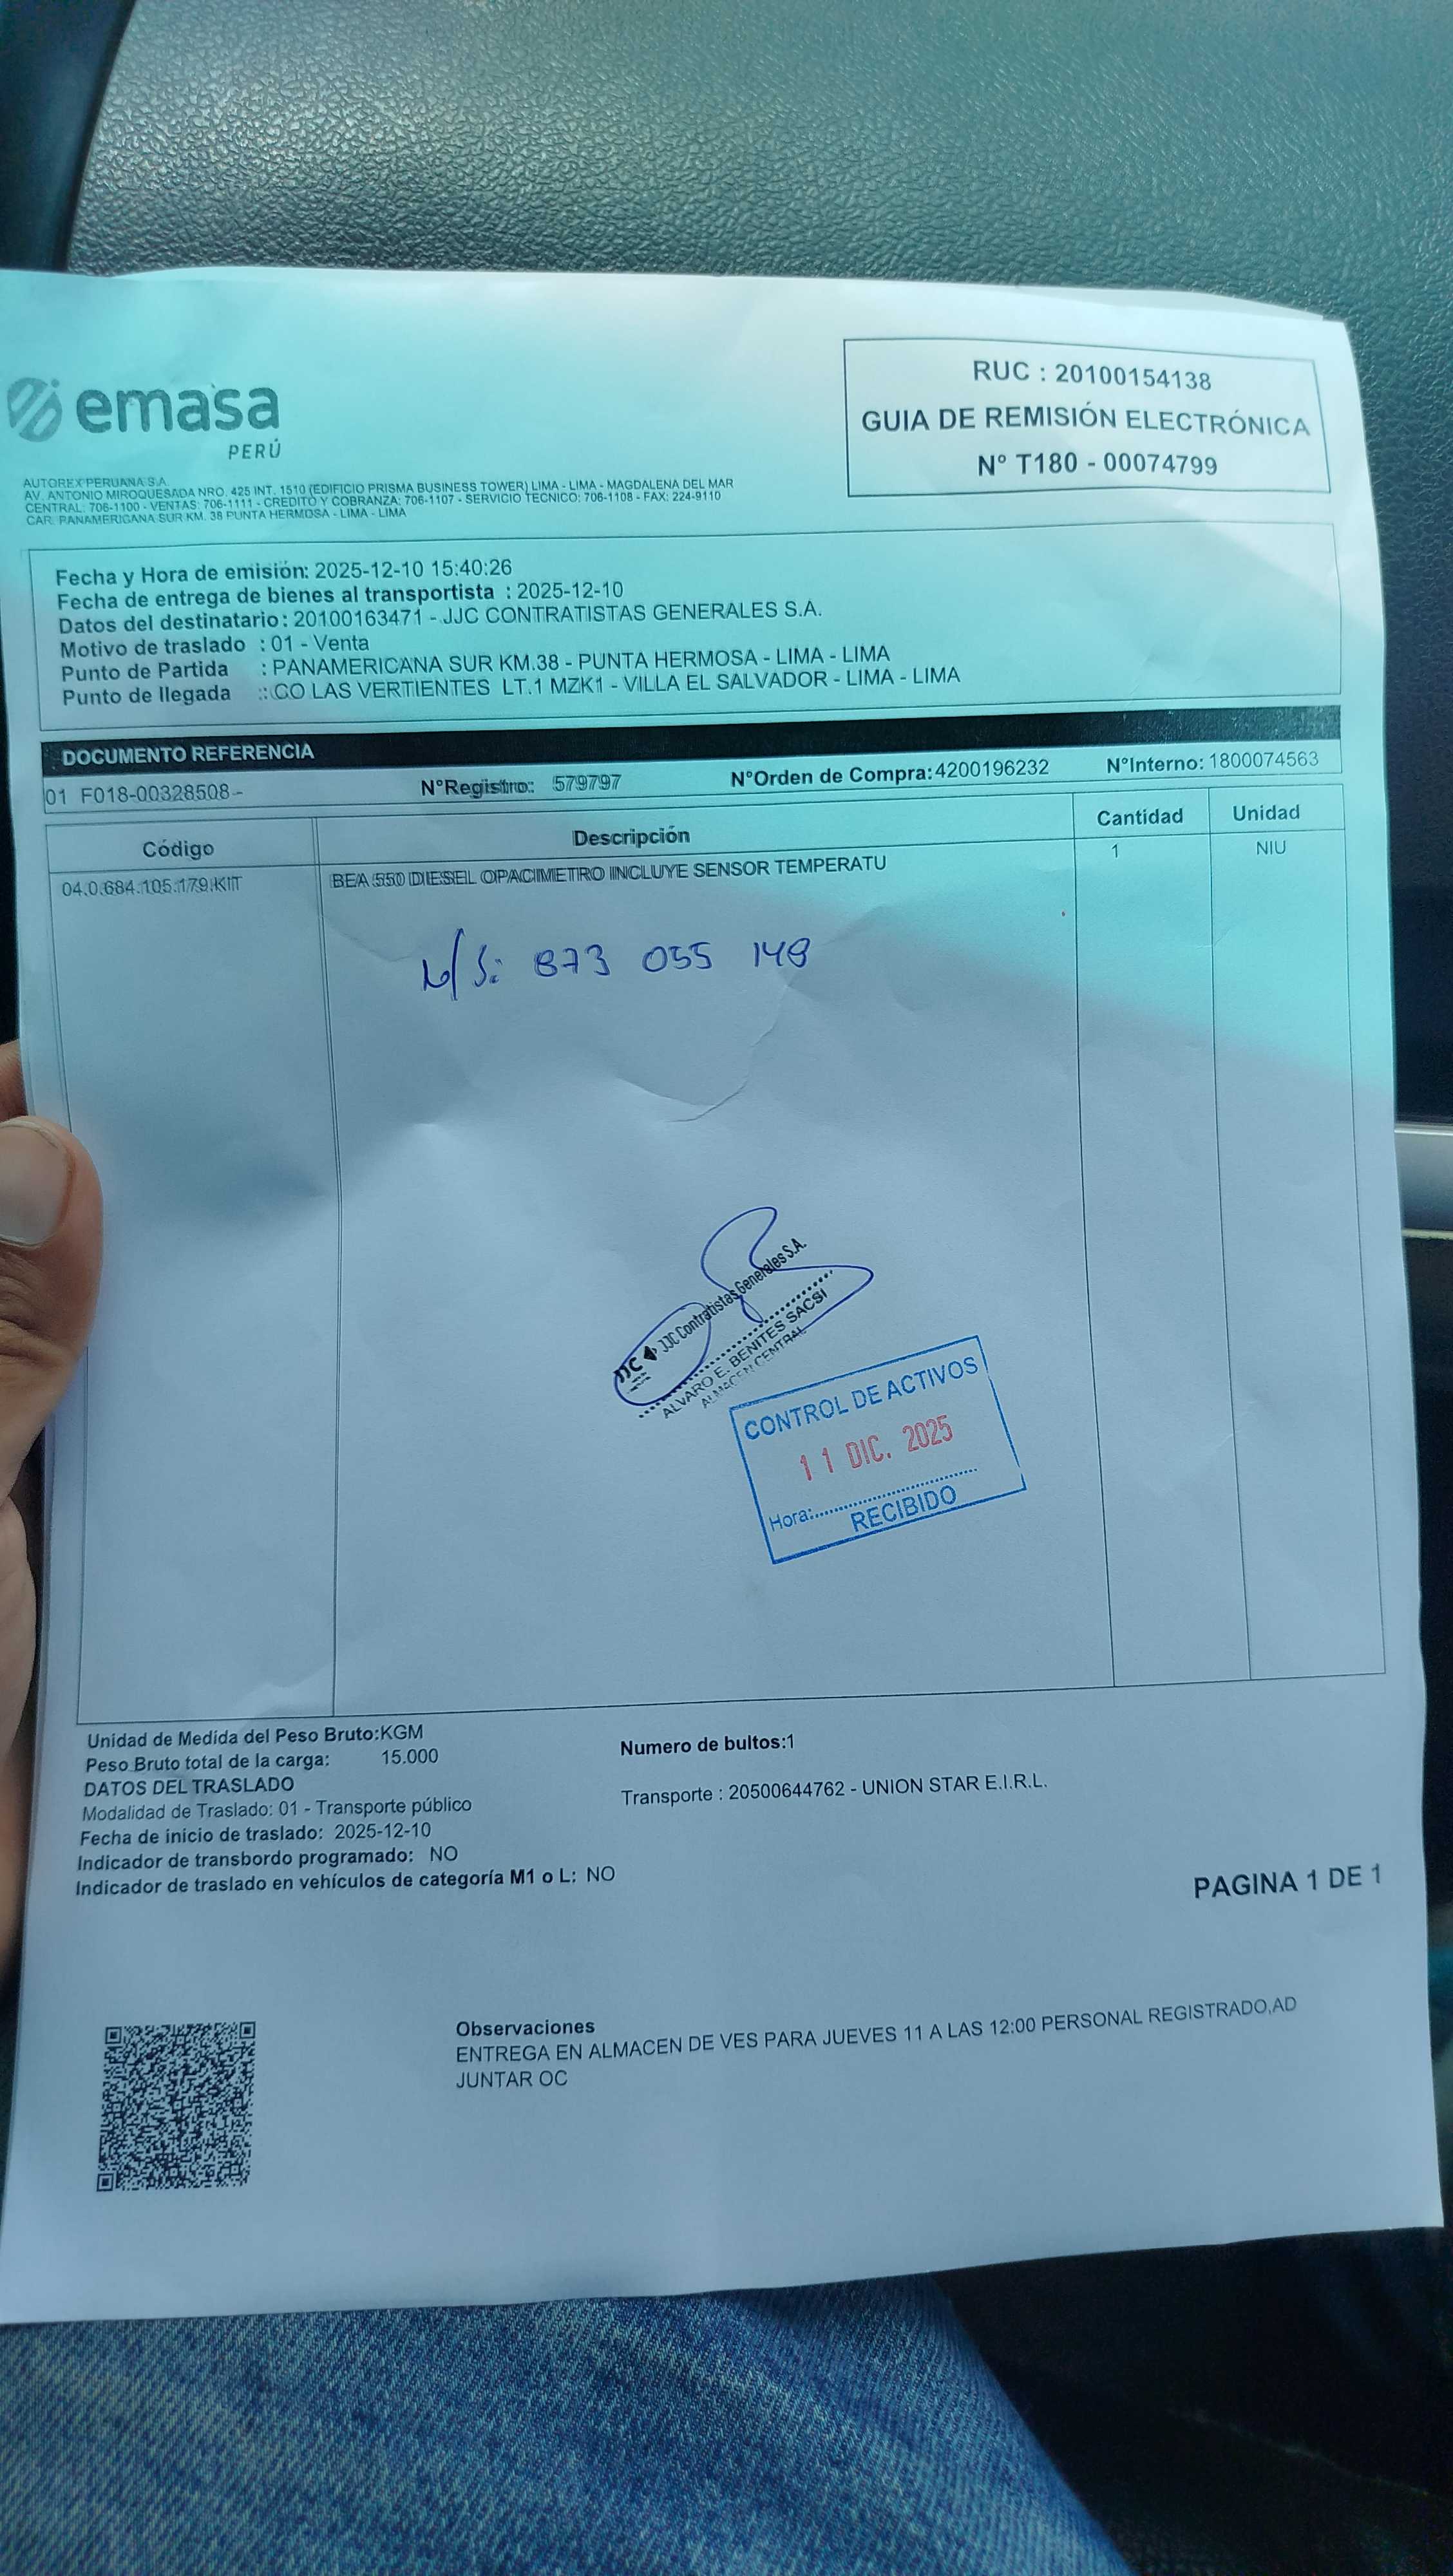 emasa
PERÚ
RUC : 20100154138
GUIA DE REMISIÓN ELECTRÓNICA
N° T180 - 00074799
AUTOREX PERUANA S.A.
AV. ANTONIO MIROQUESADA NRO. 425 INT. 1510 (EDIFICIO PRISMA BUSINESS TOWER) LIMA - LIMA - MAGDALENA DEL MAR
CENTRAL: 706-1100 - VENTAS: 706-1111 - CREDITO Y COBRANZA: 706-1107 - SERVICIO TECNICO: 706-1108 - FAX: 224-9110
CAR. PANAMERICANA SUR KM. 38 PUNTA HERMOSA - LIMA - LIMA
Fecha y Hora de emisión: 2025-12-10 15:40:26
Fecha de entrega de bienes al transportista : 2025-12-10
Datos del destinatario : 20100163471 - JJC CONTRATISTAS GENERALES S.A.
Motivo de traslado : 01 - Venta
Punto de Partida : PANAMERICANA SUR KM.38 - PUNTA HERMOSA - LIMA - LIMA
Punto de llegada : : CO LAS VERTIENTES LT.1 MZK1 - VILLA EL SALVADOR - LIMA - LIMA
DOCUMENTO REFERENCIA
01 F018-00328508 - N°Registro: 579797 N°Orden de Compra: 4200196232 N°Interno: 1800074563
Código Descripción Cantidad Unidad
04.0.684.105.179.KIT BEA 550 DIESEL OPACIMETRO INCLUYE SENSOR TEMPERATU 1 NIU
N/S: 873 055 148
JJC JJC Contratistas Generales S.A.
ALVARO E. BENITES SACSI
ALMACEN CENTRAL
CONTROL DE ACTIVOS
11 DIC. 2025
Hora:
RECIBIDO
Unidad de Medida del Peso Bruto:KGM
Peso Bruto total de la carga: 15.000
Numero de bultos:1
DATOS DEL TRASLADO
Modalidad de Traslado: 01 - Transporte público
Transporte : 20500644762 - UNION STAR E.I.R.L.
Fecha de inicio de traslado: 2025-12-10
Indicador de transbordo programado: NO
Indicador de traslado en vehículos de categoría M1 o L: NO
PAGINA 1 DE 1
Observaciones
ENTREGA EN ALMACEN DE VES PARA JUEVES 11 A LAS 12:00 PERSONAL REGISTRADO,AD
JUNTAR OC